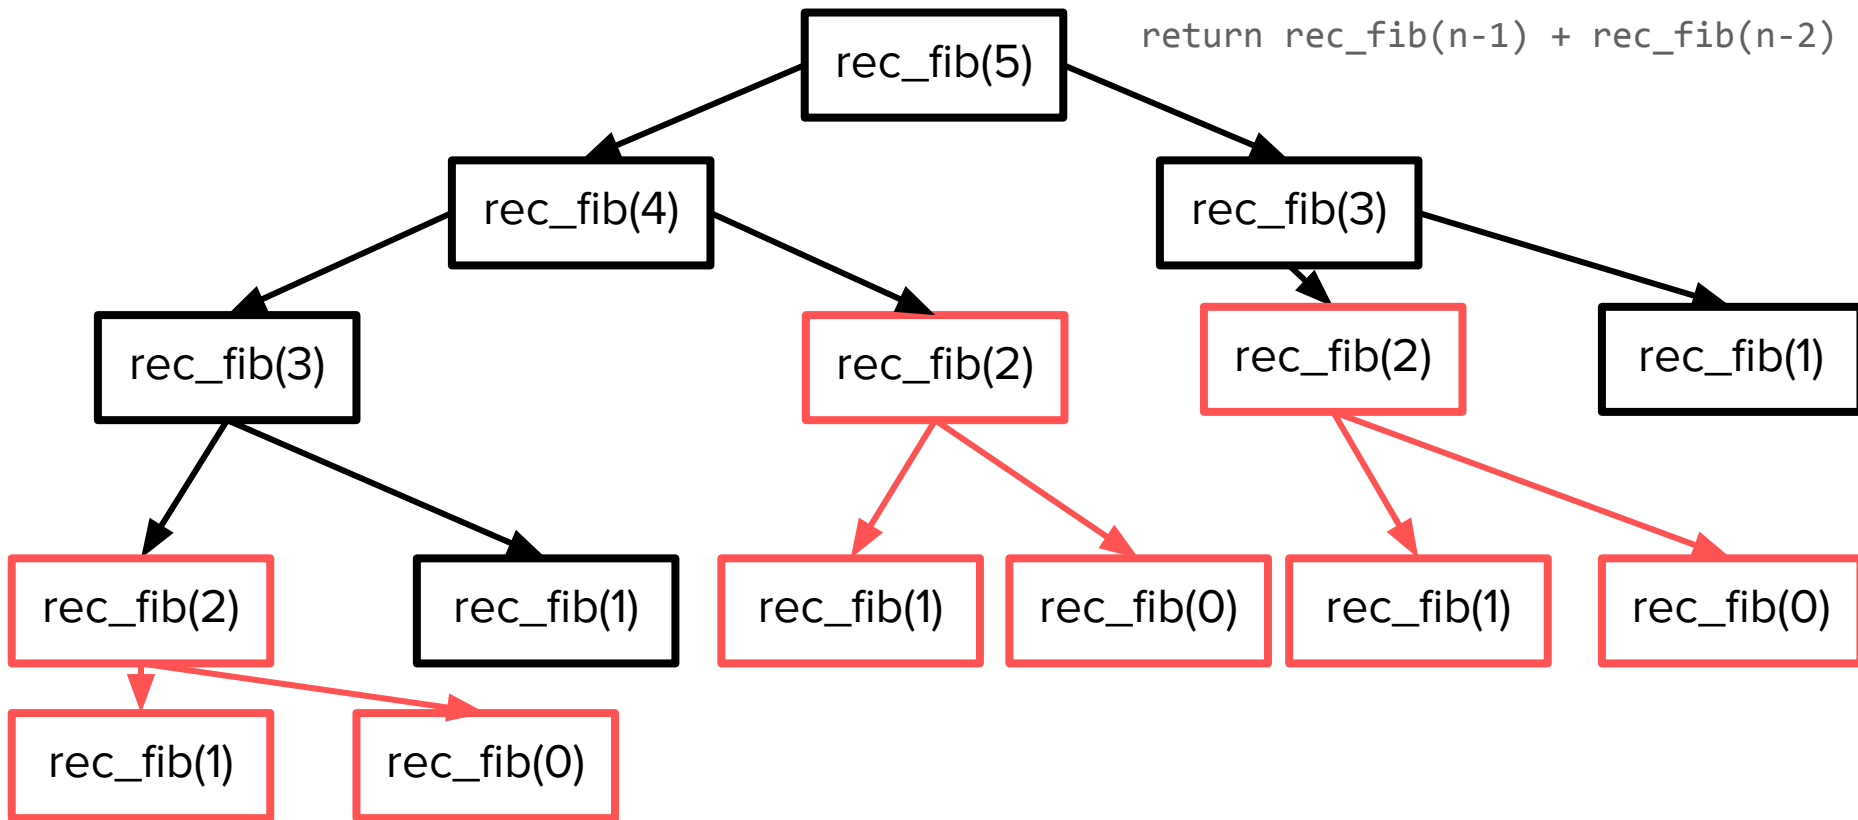 return rec_fib(n-1) + rec_fib(n-2)
rec_fib(5)
rec_fib(4)
rec_fib(3)
rec_fib(3)
rec_fib(2)
rec_fib(2)
rec_fib(1)
rec_fib(2)
rec_fib(1)
rec_fib(1)
rec_fib(0)
rec_fib(1)
rec_fib(0)
rec_fib(1)
rec_fib(0)